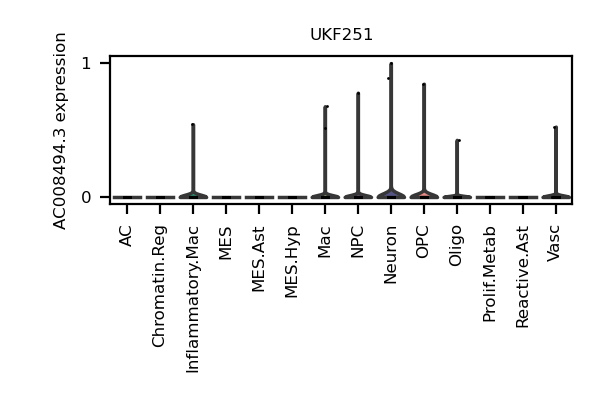 UKF251
AC008494.3 expression
1
0
AC
Chromatin.Reg
Inflammatory.Mac
MES
MES.Ast
MES.Hyp
Mac
NPC
Neuron
OPC
Oligo
Prolif.Metab
Reactive.Ast
Vasc